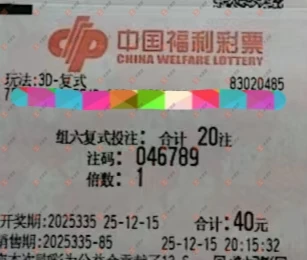 中国福利彩票
CHINA WELFARE LOTTERY
玩法:3D-复式 83020485
组六复式投注: 合计 20注
注码: 046789
倍数: 1
开奖期:2025335 25-12-15 合计:40元
销售期:2025335-85 25-12-15 20:15:32